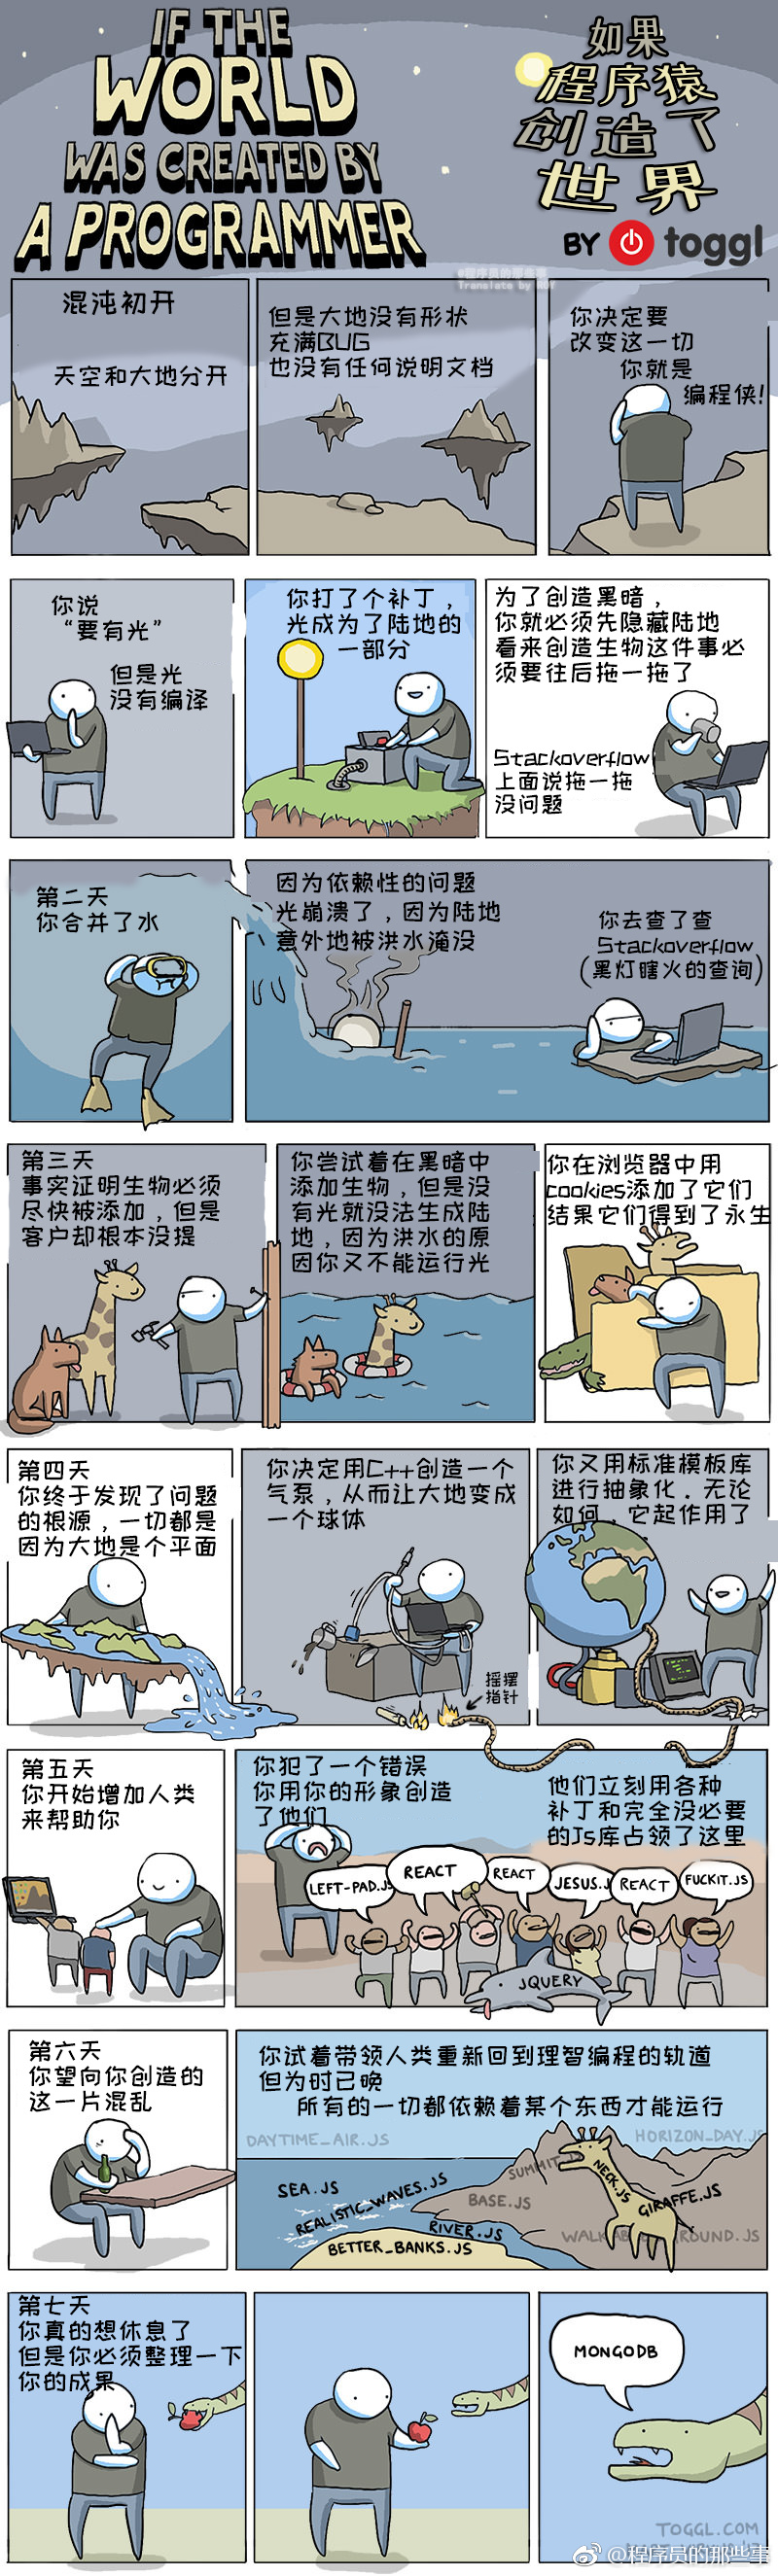 IF THE
WORLD
WAS CREATED BY
A PROGRAMMER
如果
程序猿
创造了
世界
BY toggl
@程序员的那些事
Translate by ROY
混沌初开
天空和大地分开
但是大地没有形状
充满BUG
也没有任何说明文档
你决定要
改变这一切
你就是
编程侠!
你说
“要有光”
但是光
没有编译
你打了个补丁，
光成为了陆地的
一部分
为了创造黑暗，
你就必须先隐藏陆地
看来创造生物这件事必
须要往后拖一拖了
Stackoverflow
上面说拖一拖
没问题
第二天
你合并了水
因为依赖性的问题
光崩溃了，因为陆地
意外地被洪水淹没
你去查了查
Stackoverflow
(黑灯瞎火的查询)
第三天
事实证明生物必须
尽快被添加，但是
客户却根本没提
你尝试着在黑暗中
添加生物，但是没
有光就没法生成陆
地，因为洪水的原
因你又不能运行光
你在浏览器中用
cookies添加了它们
结果它们得到了永生
第四天
你终于发现了问题
的根源，一切都是
因为大地是个平面
你决定用C++创造一个
气泵，从而让大地变成
一个球体
摇摆
指针
你又用标准模板库
进行抽象化．无论
如何，它起作用了
第五天
你开始增加人类
来帮助你
你犯了一个错误
你用你的形象创造
了他们
他们立刻用各种
补丁和完全没必要
的Js库占领了这里
LEFT-PAD.JS
REACT
REACT
JESUS.J
REACT
FUCKIT.JS
JQUERY
第六天
你望向你创造的
这一片混乱
你试着带领人类重新回到理智编程的轨道
但为时已晚
所有的一切都依赖着某个东西才能运行
DAYTIME_AIR.JS
HORIZON_DAY.JS
SEA.JS
REALISTIC_WAVES.JS
SUMMIT.JS
BASE.JS
NECK.JS
GIRAFFE.JS
RIVER.JS
BETTER_BANKS.JS
第七天
你真的想休息了
但是你必须整理一下
你的成果
MONGODB
TOGGL.COM
@程序员的那些事